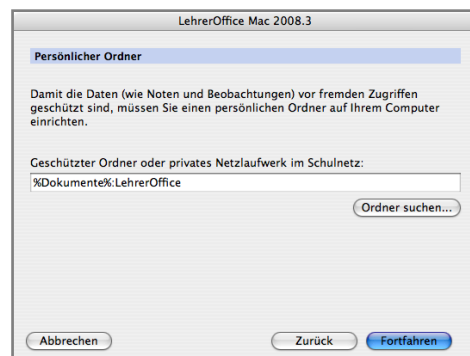 LehrerOffice Mac 2008.3
Persönlicher Ordner
Damit die Daten (wie Noten und Beobachtungen) vor fremden Zugriffen
geschützt sind, müssen Sie einen persönlichen Ordner auf Ihrem Computer
einrichten.
Geschützter Ordner oder privates Netzlaufwerk im Schulnetz:
%Dokumente%:LehrerOffice
Ordner suchen...
Abbrechen Zurück Fortfahren